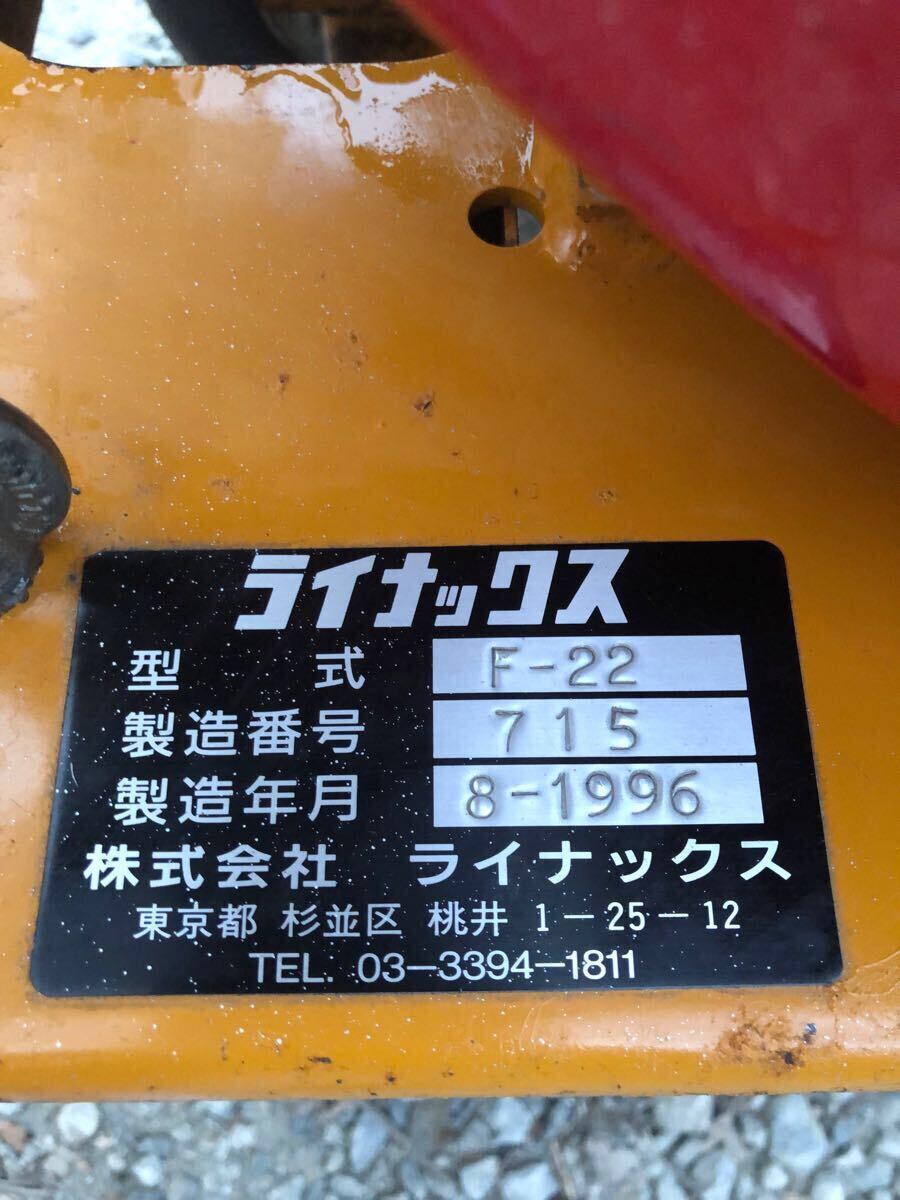 ライナックス
型式 F-22
製造番号 715
製造年月 8-1996
株式会社 ライナックス
東京都 杉並区 桃井 1-25-12
TEL. 03-3394-1811